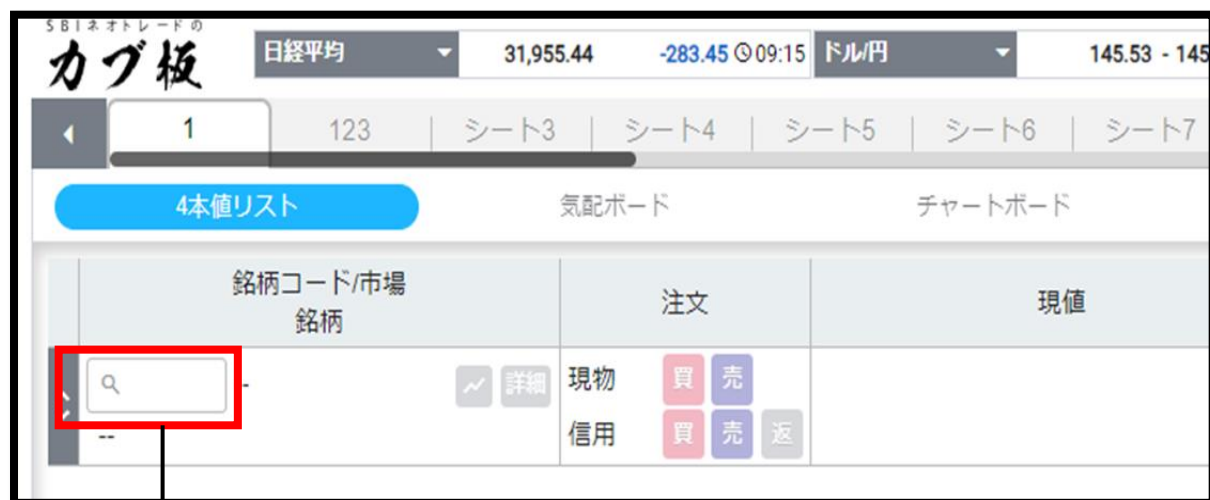 SBIネオトレードの
カブ板
日経平均 31,955.44 -283.45 09:15 ドル/円 145.53 - 145
1 123 シート3 シート4 シート5 シート6 シート7
4本値リスト 気配ボード チャートボード
銘柄コード/市場
銘柄
注文
現値
- 詳細 現物 買 売
-- 信用 買 売 返